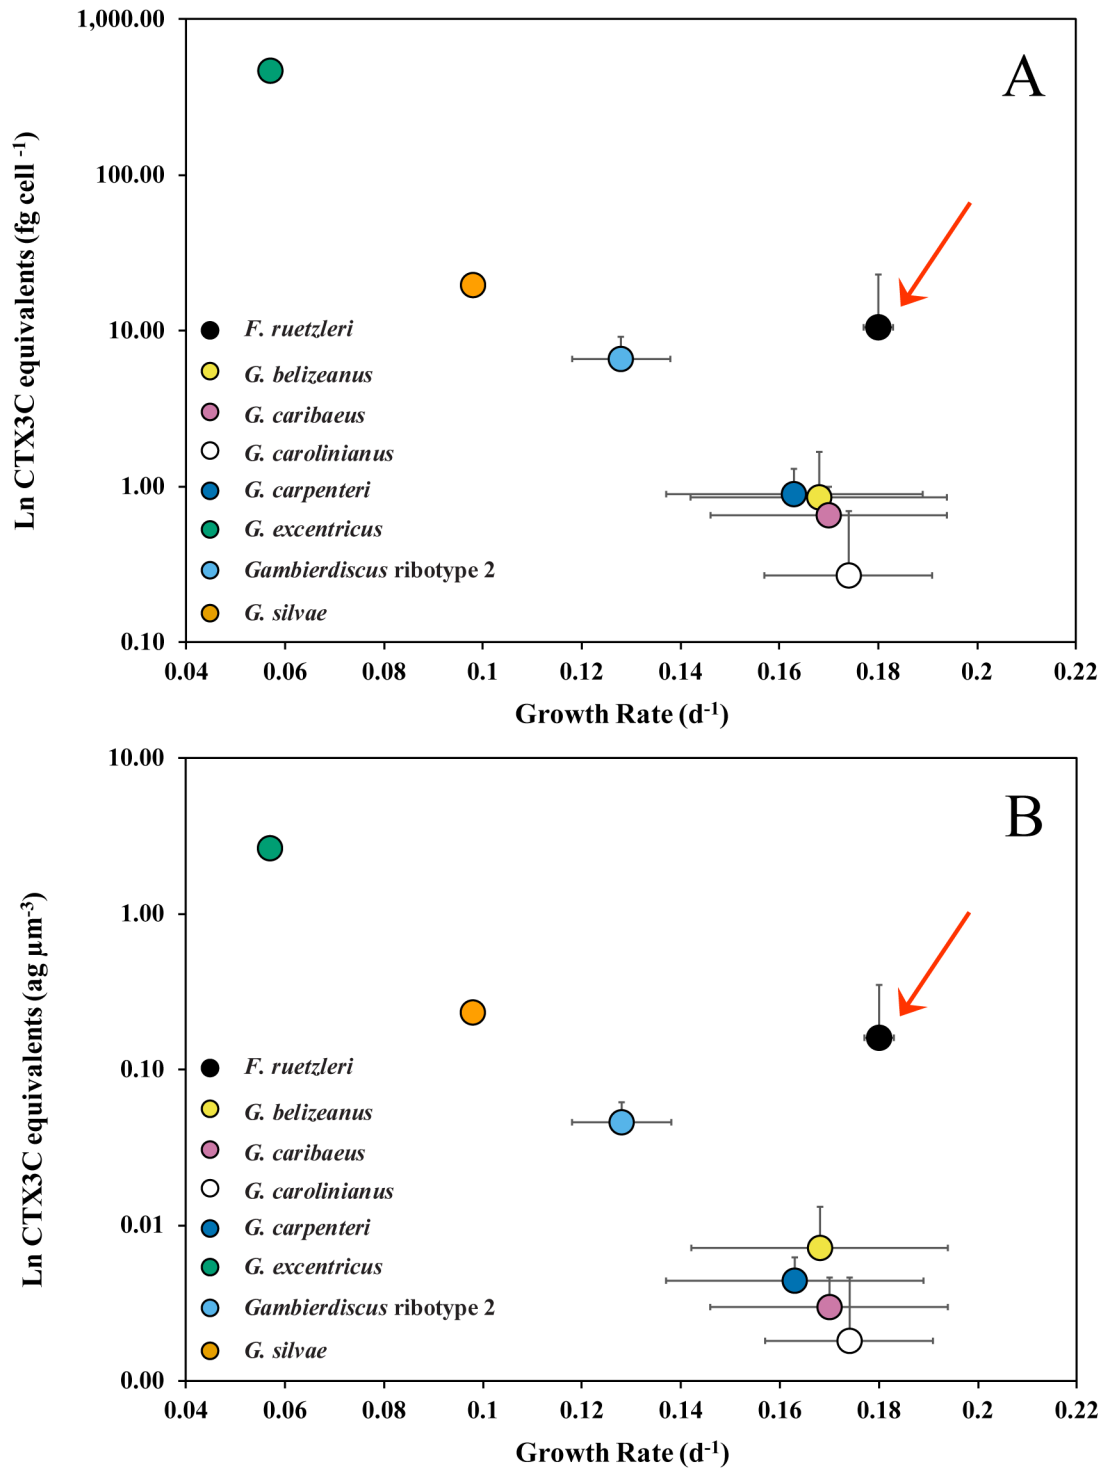 1,000.00
A
100.00
10.00
1.00
0.10
Ln CTX3C equivalents (fg cell -1)
F. ruetzleri
G. belizeanus
G. caribaeus
G. carolinianus
G. carpenteri
G. excentricus
Gambierdiscus ribotype 2
G. silvae
0.04 0.06 0.08 0.1 0.12 0.14 0.16 0.18 0.2 0.22
Growth Rate (d-1)
10.00
B
1.00
0.10
0.01
0.00
Ln CTX3C equivalents (ag µm-3)
F. ruetzleri
G. belizeanus
G. caribaeus
G. carolinianus
G. carpenteri
G. excentricus
Gambierdiscus ribotype 2
G. silvae
0.04 0.06 0.08 0.1 0.12 0.14 0.16 0.18 0.2 0.22
Growth Rate (d-1)